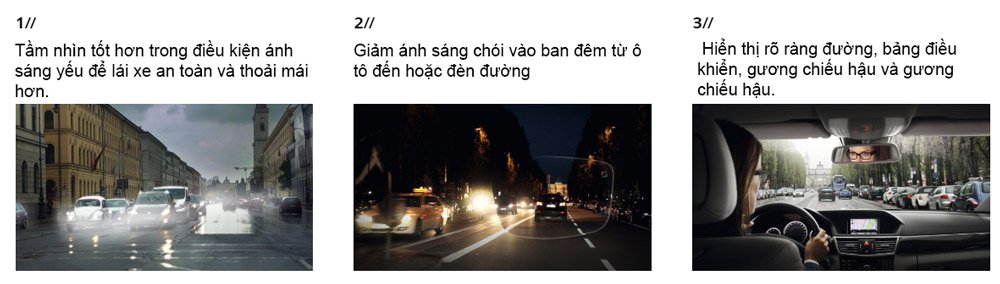 1//
Tầm nhìn tốt hơn trong điều kiện ánh
sáng yếu để lái xe an toàn và thoải mái
hơn.
2//
Giảm ánh sáng chói vào ban đêm từ ô
tô đến hoặc đèn đường
3//
Hiển thị rõ ràng đường, bảng điều
khiển, gương chiếu hậu và gương
chiếu hậu.